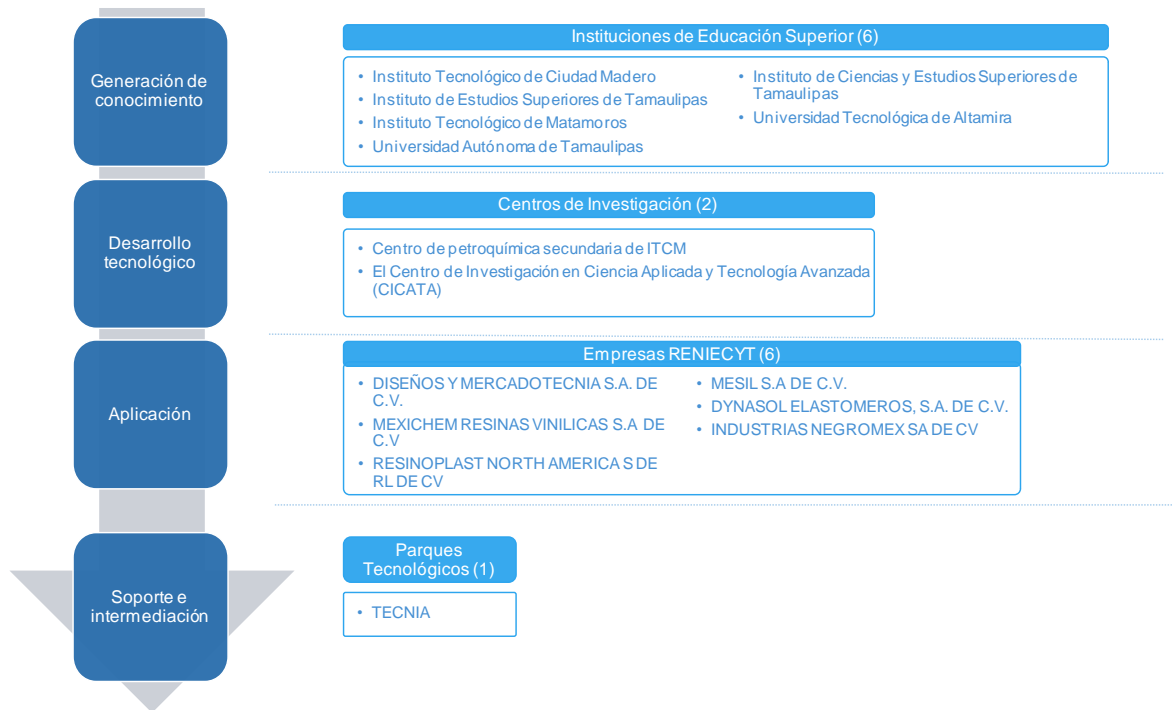 Generación de
conocimiento
Instituciones de Educación Superior (6)
• Instituto Tecnológico de Ciudad Madero
• Instituto de Estudios Superiores de Tamaulipas
• Instituto Tecnológico de Matamoros
• Universidad Autónoma de Tamaulipas
• Instituto de Ciencias y Estudios Superiores de
Tamaulipas
• Universidad Tecnológica de Altamira
Desarrollo
tecnológico
Centros de Investigación (2)
• Centro de petroquímica secundaria de ITCM
• El Centro de Investigación en Ciencia Aplicada y Tecnología Avanzada
(CICATA)
Aplicación
Empresas RENIECYT (6)
• DISEÑOS Y MERCADOTECNIA S.A. DE
C.V.
• MEXICHEM RESINAS VINILICAS S.A DE
C.V
• RESINOPLAST NORTH AMERICA S DE
RL DE CV
• MESIL S.A DE C.V.
• DYNASOL ELASTOMEROS, S.A. DE C.V.
• INDUSTRIAS NEGROMEX SA DE CV
Soporte e
intermediación
Parques
Tecnológicos (1)
• TECNIA